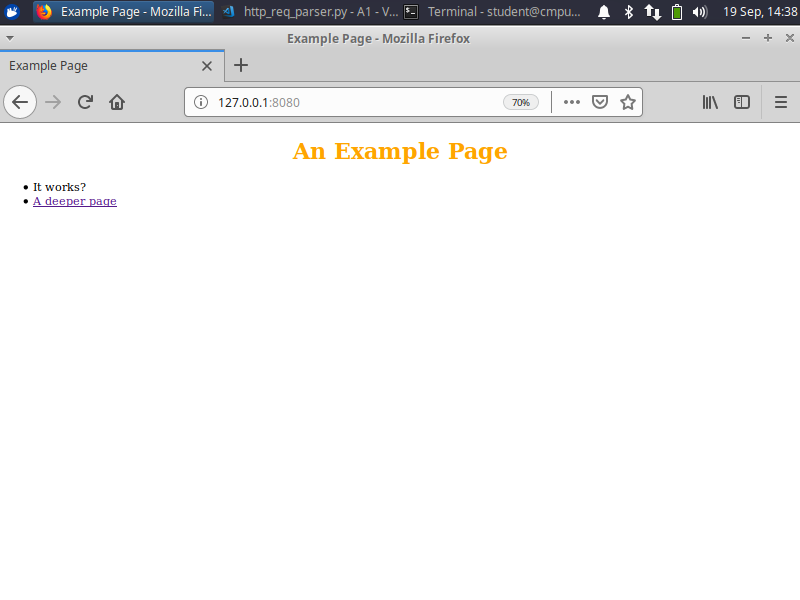 Example Page - Mozilla Fi... http_req_parser.py - A1 - V... Terminal - student@cmpu... 19 Sep, 14:38
Example Page - Mozilla Firefox
Example Page
127.0.0.1:8080 70%
An Example Page
It works?
A deeper page